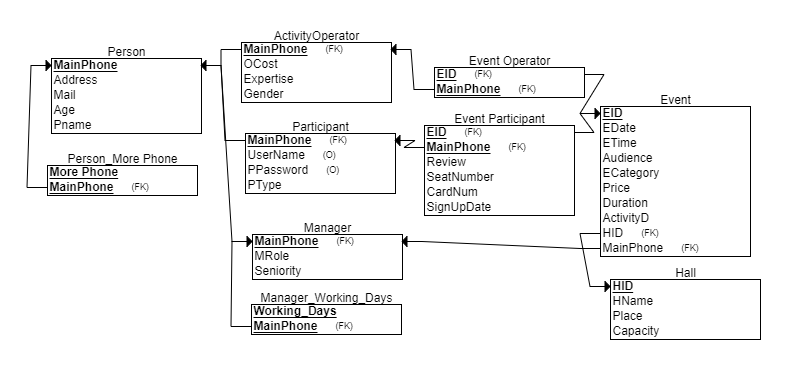 Person
MainPhone
Address
Mail
Age
Pname
Person_More Phone
More Phone
MainPhone (FK)
ActivityOperator
MainPhone (FK)
OCost
Expertise
Gender
Participant
MainPhone (FK)
UserName (O)
PPassword (O)
PType
Manager
MainPhone (FK)
MRole
Seniority
Manager_Working_Days
Working_Days
MainPhone (FK)
Event Operator
EID (FK)
MainPhone (FK)
Event Participant
EID (FK)
MainPhone (FK)
Review
SeatNumber
CardNum
SignUpDate
Event
EID
EDate
ETime
Audience
ECategory
Price
Duration
ActivityD
HID (FK)
MainPhone (FK)
Hall
HID
HName
Place
Capacity